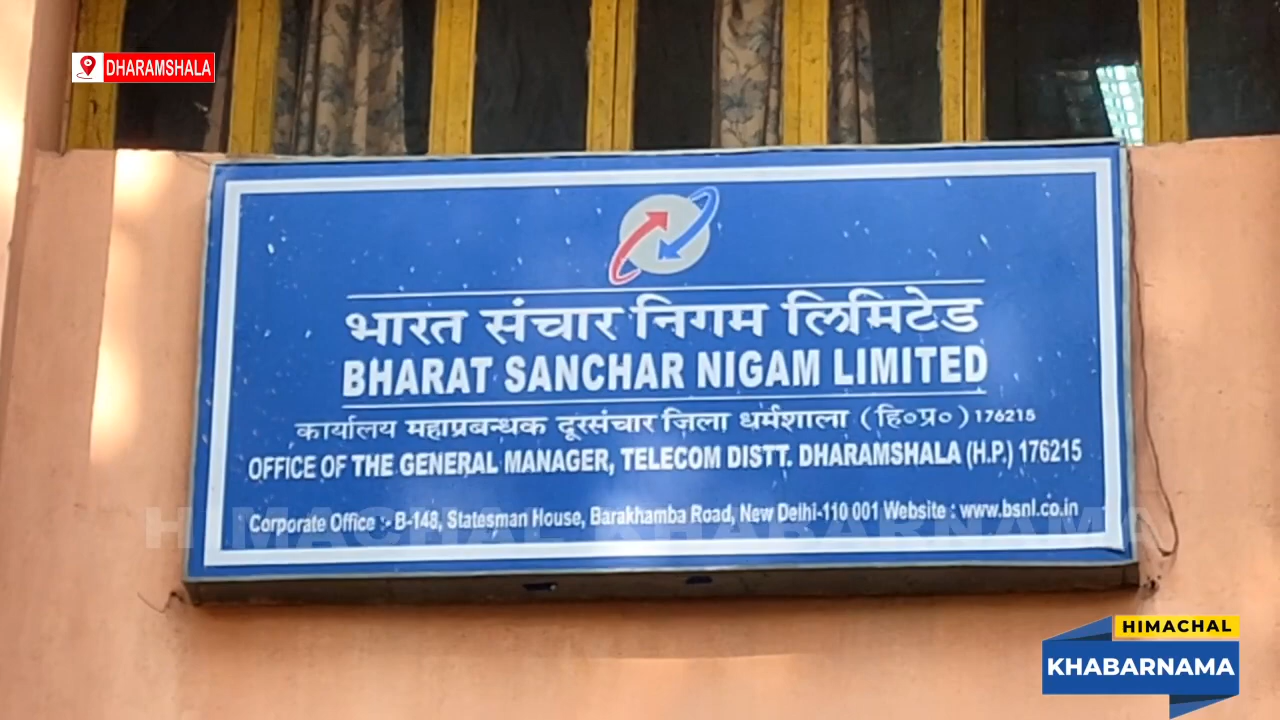 DHARAMSHALA
भारत संचार निगम लिमिटेड
BHARAT SANCHAR NIGAM LIMITED
कार्यालय महाप्रबन्धक दूरसंचार जिला धर्मशाला (हि०प्र०) 176215
OFFICE OF THE GENERAL MANAGER, TELECOM DISTT. DHARAMSHALA (H.P.) 176215
Corporate Office :- B-148, Statesman House, Barakhamba Road, New Delhi-110 001 Website : www.bsnl.co.in
HIMACHAL KHABARNAMA
HIMACHAL
KHABARNAMA